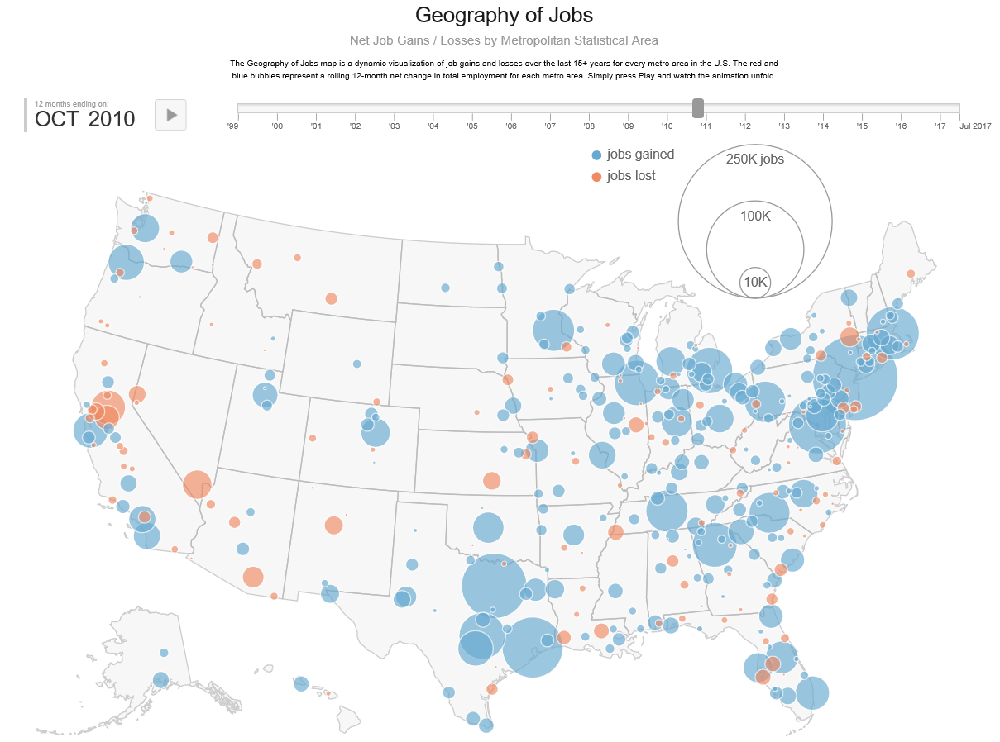 Geography of Jobs
Net Job Gains / Losses by Metropolitan Statistical Area
The Geography of Jobs map is a dynamic visualization of job gains and losses over the last 15+ years for every metro area in the U.S. The red and
blue bubbles represent a rolling 12-month net change in total employment for each metro area. Simply press Play and watch the animation unfold.
12 months ending on:
OCT 2010
'99 '00 '01 '02 '03 '04 '05 '06 '07 '08 '09 '10 '11 '12 '13 '14 '15 '16 '17 Jul 2017
jobs gained
jobs lost
250K jobs
100K
10K